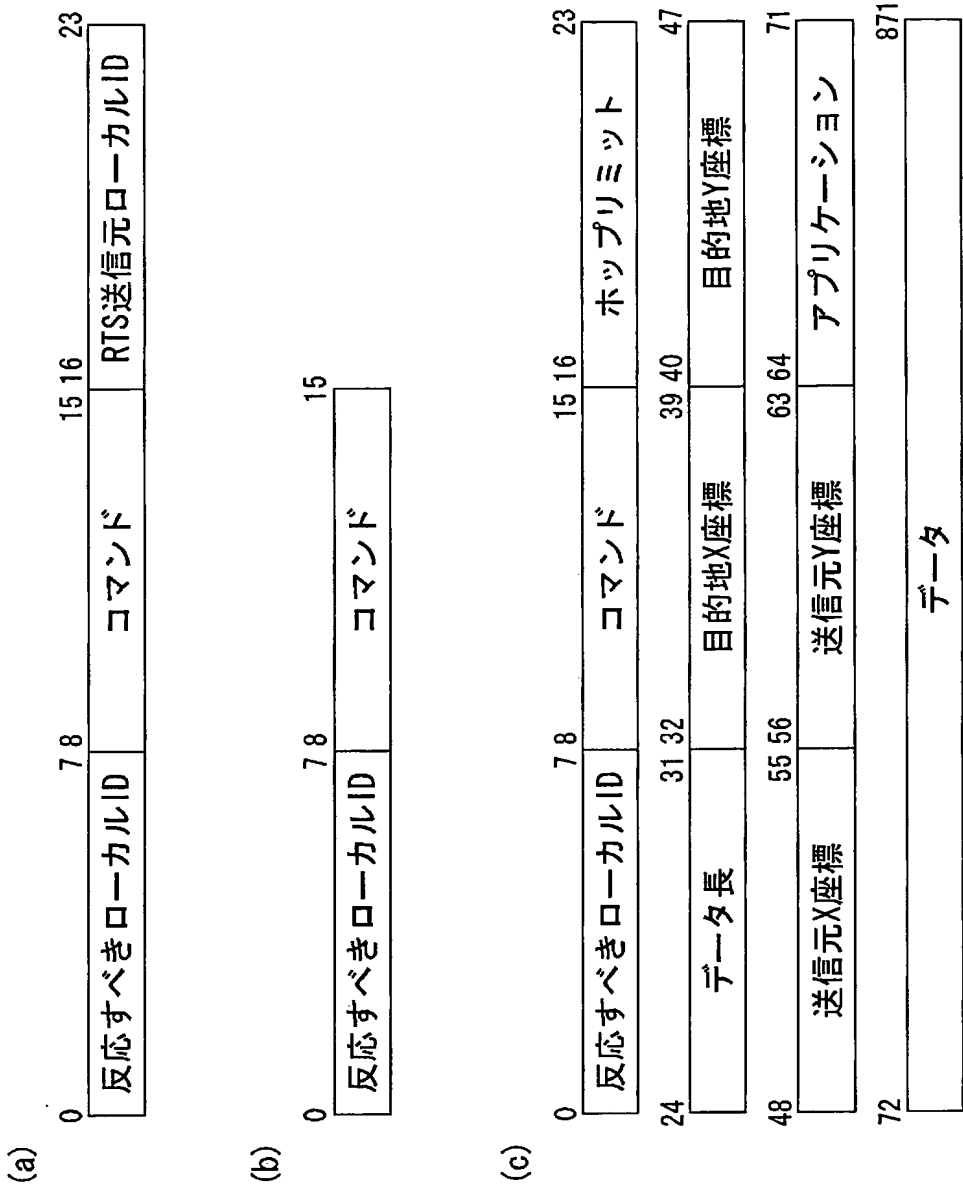 (a)
0 7 8 15 16 23
反応すべきローカルID コマンド RTS送信元ローカルID
(b)
0 7 8 15
反応すべきローカルID コマンド
(c)
0 7 8 15 16 23
反応すべきローカルID コマンド ホップリミット
24 31 32 39 40 47
データ長 目的地X座標 目的地Y座標
48 55 56 63 64 71
送信元X座標 送信元Y座標 アプリケーション
72 871
データ